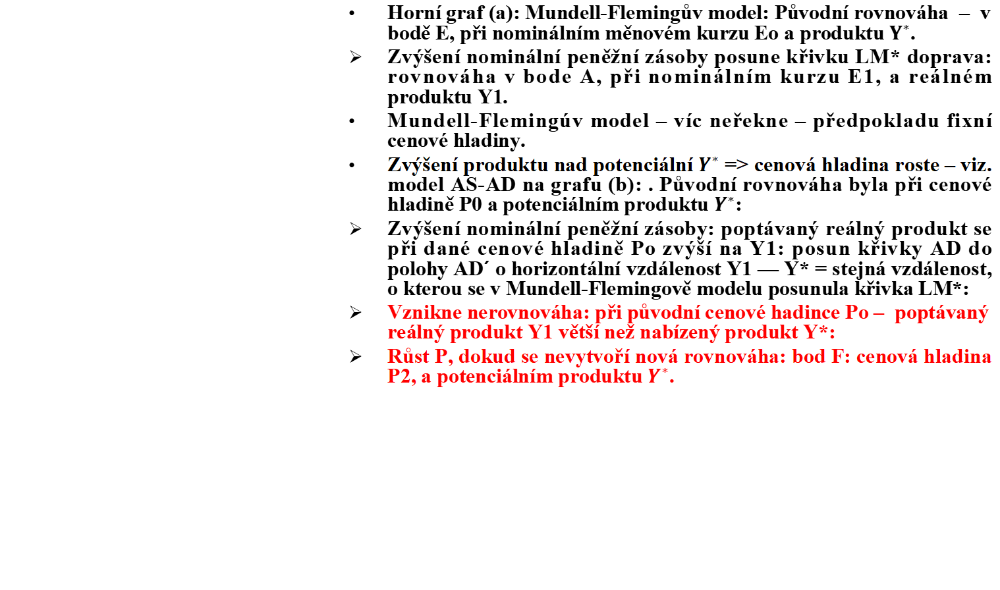 • Horní graf (a): Mundell-Flemingův model: Původní rovnováha – v
bodě E, při nominálním měnovém kurzu Eo a produktu Y*.
➢ Zvýšení nominální peněžní zásoby posune křivku LM* doprava:
rovnováha v bode A, při nominálním kurzu E1, a reálném
produktu Y1.
• Mundell-Flemingúv model – víc neřekne – předpokladu fixní
cenové hladiny.
• Zvýšení produktu nad potenciální Y* => cenová hladina roste – viz.
model AS-AD na grafu (b): . Původní rovnováha byla při cenové
hladině P0 a potenciálním produktu Y*:
➢ Zvýšení nominální peněžní zásoby: poptávaný reálný produkt se
při dané cenové hladině Po zvýší na Y1: posun křivky AD do
polohy AD´ o horizontální vzdálenost Y1 — Y* = stejná vzdálenost,
o kterou se v Mundell-Flemingově modelu posunula křivka LM*:
➢ Vznikne nerovnováha: při původní cenové hadince Po – poptávaný
reálný produkt Y1 větší než nabízený produkt Y*:
➢ Růst P, dokud se nevytvoří nová rovnováha: bod F: cenová hladina
P2, a potenciálním produktu Y*.